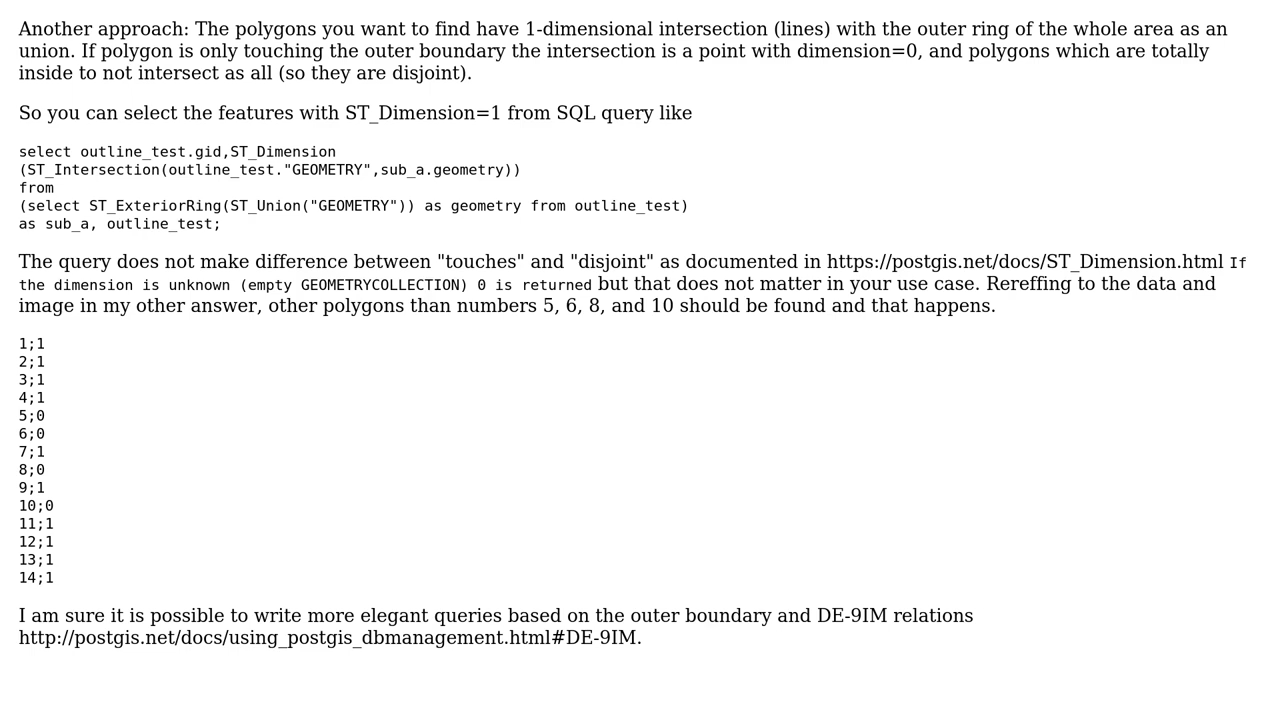 Another approach: The polygons you want to find have 1-dimensional intersection (lines) with the outer ring of the whole area as an
union. If polygon is only touching the outer boundary the intersection is a point with dimension=0, and polygons which are totally
inside to not intersect as all (so they are disjoint).
So you can select the features with ST_Dimension=1 from SQL query like
select outline_test.gid,ST_Dimension
(ST_Intersection(outline_test."GEOMETRY",sub_a.geometry))
from
(select ST_ExteriorRing(ST_Union("GEOMETRY")) as geometry from outline_test)
as sub_a, outline_test;
The query does not make difference between "touches" and "disjoint" as documented in https://postgis.net/docs/ST_Dimension.html If
the dimension is unknown (empty GEOMETRYCOLLECTION) 0 is returned but that does not matter in your use case. Rereffing to the data and
image in my other answer, other polygons than numbers 5, 6, 8, and 10 should be found and that happens.
1;1
2;1
3;1
4;1
5;0
6;0
7;1
8;0
9;1
10;0
11;1
12;1
13;1
14;1
I am sure it is possible to write more elegant queries based on the outer boundary and DE-9IM relations
http://postgis.net/docs/using_postgis_dbmanagement.html#DE-9IM.